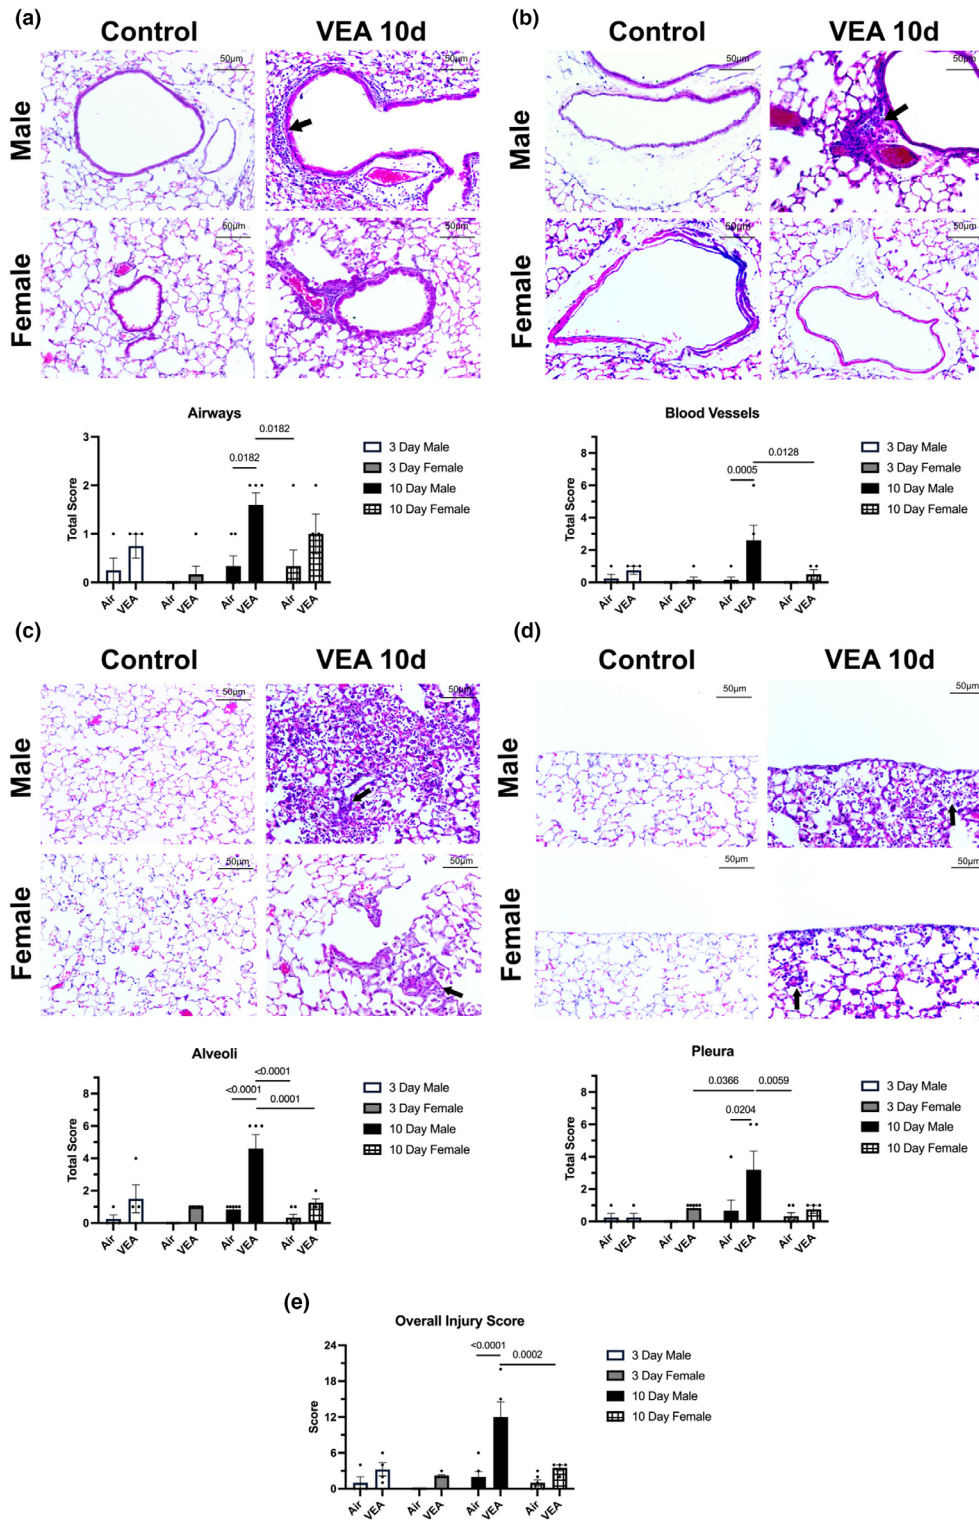 (a)
Control VEA 10d
Male
50μm
50μm
Female
50μm
50μm
Airways
Total Score
3
2
1
0
0.0182
0.0182
Air VEA Air VEA Air VEA Air VEA
3 Day Male
3 Day Female
10 Day Male
10 Day Female
(b)
Control VEA 10d
Male
50μm
50μm
Female
50μm
50μm
Blood Vessels
Total Score
8
6
4
2
0
0.0005
0.0128
Air VEA Air VEA Air VEA Air VEA
3 Day Male
3 Day Female
10 Day Male
10 Day Female
(c)
Control VEA 10d
Male
50μm
50μm
Female
50μm
50μm
Alveoli
Total Score
8
6
4
2
0
<0.0001
<0.0001
0.0001
Air VEA Air VEA Air VEA Air VEA
3 Day Male
3 Day Female
10 Day Male
10 Day Female
(d)
Control VEA 10d
Male
50μm
50μm
Female
50μm
50μm
Pleura
Total Score
8
6
4
2
0
0.0366 0.0059
0.0204
Air VEA Air VEA Air VEA Air VEA
3 Day Male
3 Day Female
10 Day Male
10 Day Female
(e)
Overall Injury Score
Score
24
18
12
6
0
<0.0001
0.0002
Air VEA Air VEA Air VEA Air VEA
3 Day Male
3 Day Female
10 Day Male
10 Day Female